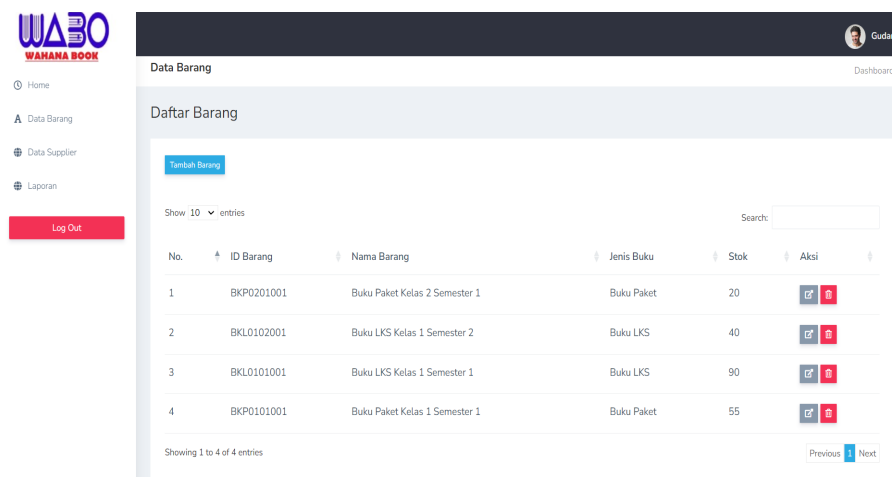 WABO
WAHANA BOOK
Home
Data Barang
Data Supplier
Laporan
Log Out
Data Barang
Daftar Barang
Tambah Barang
Show 10 entries
Search:
No. ID Barang Nama Barang Jenis Buku Stok Aksi
1 BKP0201001 Buku Paket Kelas 2 Semester 1 Buku Paket 20
2 BKL0102001 Buku LKS Kelas 1 Semester 2 Buku LKS 40
3 BKL0101001 Buku LKS Kelas 1 Semester 1 Buku LKS 90
4 BKP0101001 Buku Paket Kelas 1 Semester 1 Buku Paket 55
Showing 1 to 4 of 4 entries
Previous 1 Next